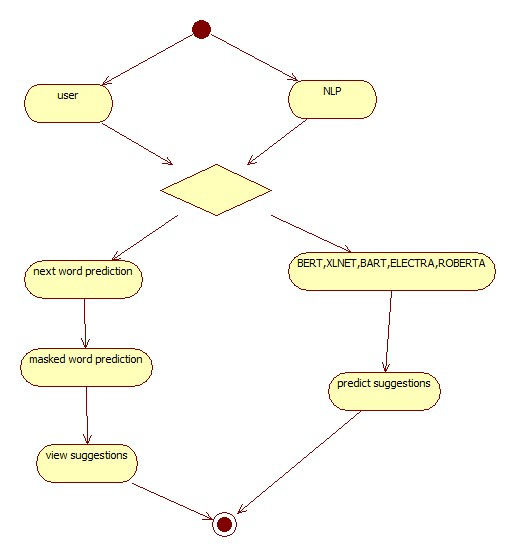 user
NLP
next word prediction
BERT,XLNET,BART,ELECTRA,ROBERTA
masked word prediction
predict suggestions
view suggestions